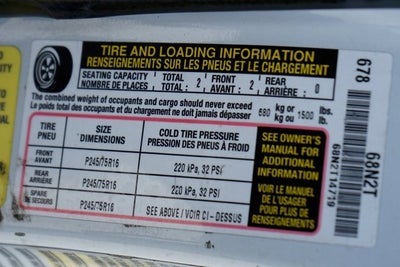 TIRE AND LOADING INFORMATION
RENSEIGNEMENTS SUR LES PNEUS ET LE CHARGEMENT
SEATING CAPACITY TOTAL : 2 FRONT : 2 REAR : 0
NOMBRE DE PLACES TOTAL AVANT ARRIÈRE
The combined weight of occupants and cargo should never exceed 680 kg or 1500 lbs.
Le poids total des occupants et du chargement ne doit jamais dépasser kg ou lb.
TIRE SIZE COLD TIRE PRESSURE
PNEU DIMENSIONS PRESSION DES PNEUS À FROID
FRONT P245/75R16 220 kPa, 32 PSI
AVANT
REAR P245/75R16 220 kPa, 32 PSI
ARRIÈRE
SPARE P245/75R16 SEE ABOVE / VOIR CI - DESSUS
DE SECOURS
SEE OWNER'S
MANUAL FOR
ADDITIONAL
INFORMATION
VOIR LE MANUEL
DE L'USAGER
POUR PLUS DE
RENSEIGNEMENTS
678
68N2T